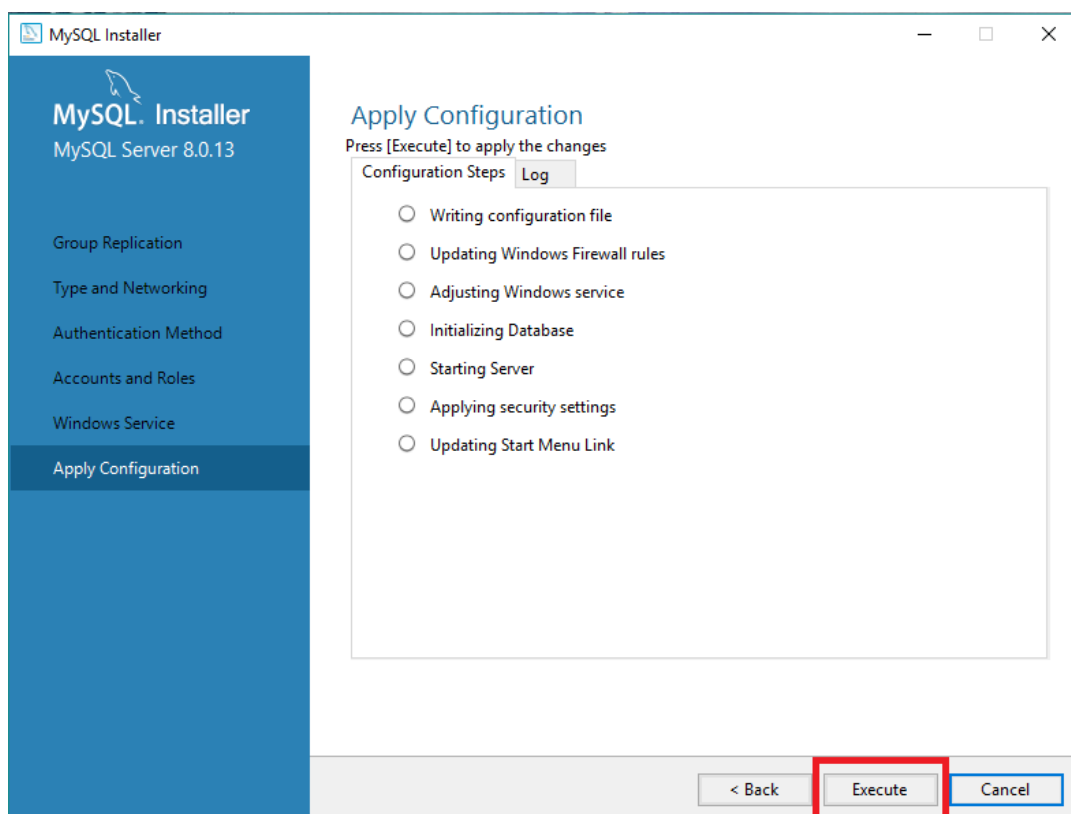 MySQL Installer
MySQL. Installer
MySQL Server 8.0.13
Group Replication
Type and Networking
Authentication Method
Accounts and Roles
Windows Service
Apply Configuration
Apply Configuration
Press [Execute] to apply the changes
Configuration Steps Log
Writing configuration file
Updating Windows Firewall rules
Adjusting Windows service
Initializing Database
Starting Server
Applying security settings
Updating Start Menu Link
< Back Execute Cancel